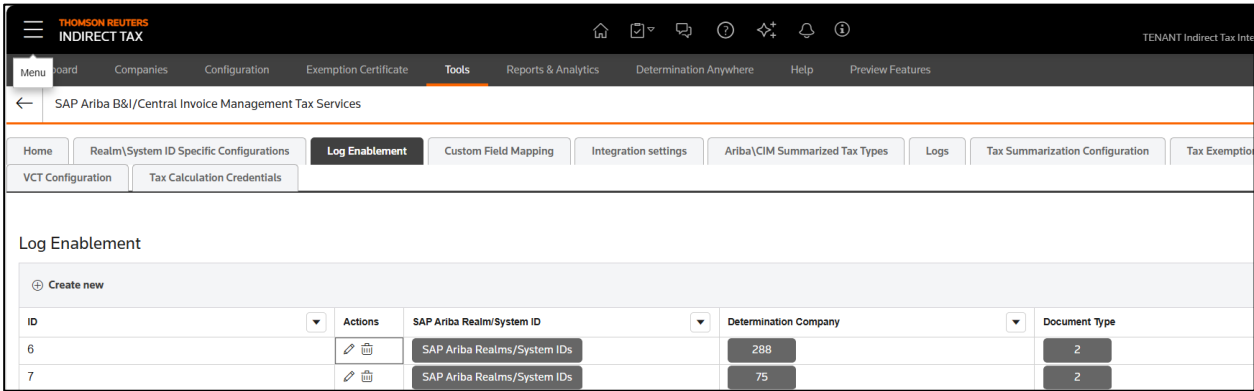 THOMSON REUTERS
INDIRECT TAX
TENANT Indirect Tax Inte
Menu board Companies Configuration Exemption Certificate Tools Reports & Analytics Determination Anywhere Help Preview Features
SAP Ariba B&I/Central Invoice Management Tax Services
Home Realm\System ID Specific Configurations Log Enablement Custom Field Mapping Integration settings Ariba\CIM Summarized Tax Types Logs Tax Summarization Configuration Tax Exemption
VCT Configuration Tax Calculation Credentials
Log Enablement
Create new
ID Actions SAP Ariba Realm/System ID Determination Company Document Type
6 SAP Ariba Realms/System IDs 288 2
7 SAP Ariba Realms/System IDs 75 2